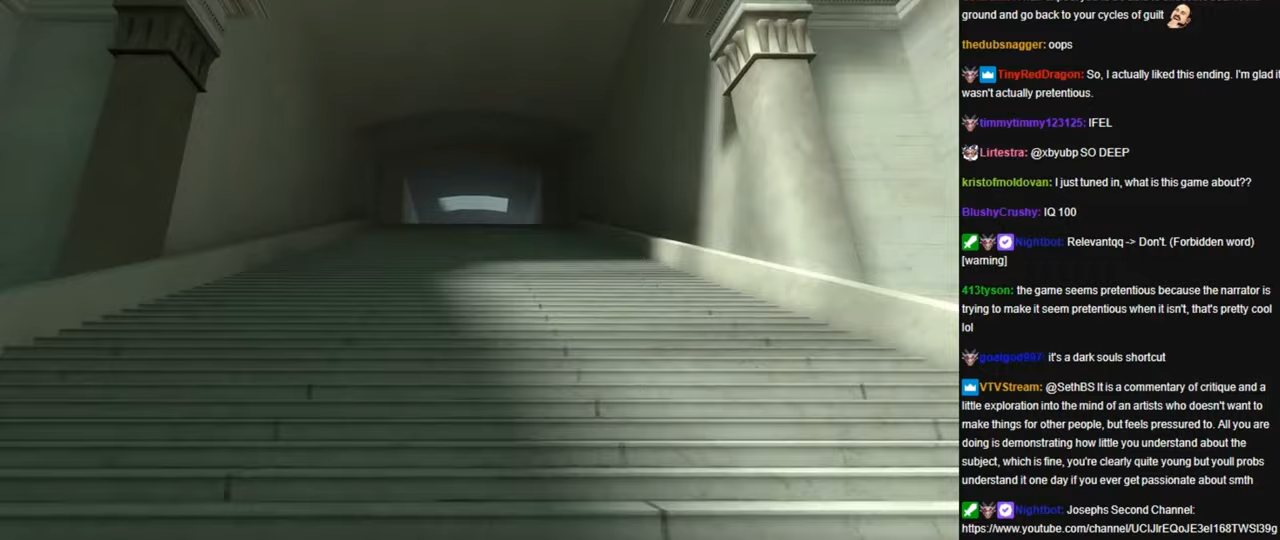 ground and go back to your cycles of guilt
thedubsnagger: oops
TinyRedDragon: So, I actually liked this ending. I'm glad it
wasn't actually pretentious.
timmytimmy123125: IFEL
Lirtestra: @xbyubp SO DEEP
kristofmoldovan: I just tuned in, what is this game about??
BlushyCrushy: IQ 100
Nightbot: Relevantqq -> Don't. (Forbidden word)
[warning]
413tyson: the game seems pretentious because the narrator is
trying to make it seem pretentious when it isn't, that's pretty cool
lol
goatgod997: it's a dark souls shortcut
VTVStream: @SethBS It is a commentary of critique and a
little exploration into the mind of an artists who doesn't want to
make things for other people, but feels pressured to. All you are
doing is demonstrating how little you understand about the
subject, which is fine, you're clearly quite young but youll probs
understand it one day if you ever get passionate about smth
Nightbot: Josephs Second Channel:
https://www.youtube.com/channel/UCIJIrEQoJE3eI168TWSI39g